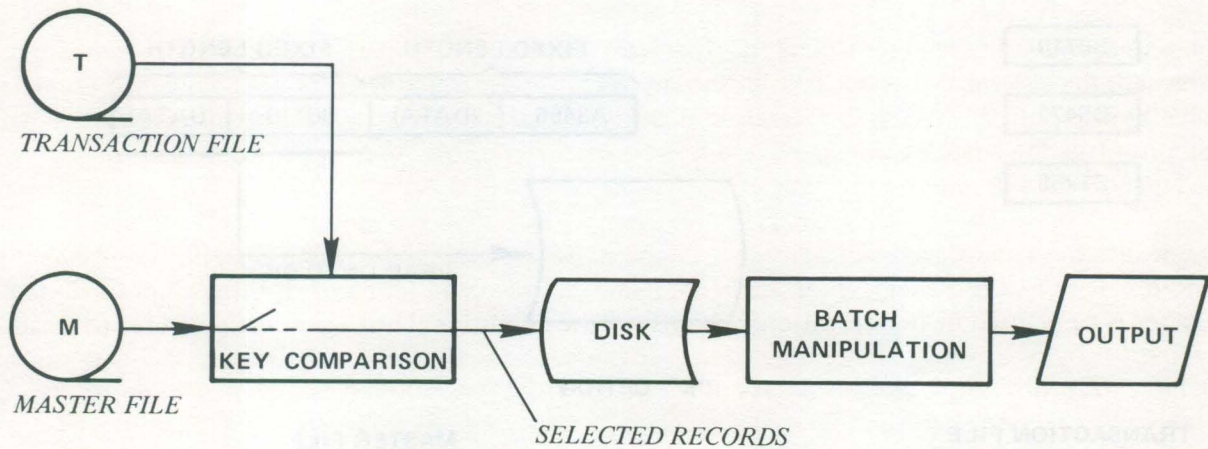 T
TRANSACTION FILE
M
MASTER FILE
KEY COMPARISON
SELECTED RECORDS
DISK
BATCH
MANIPULATION
OUTPUT